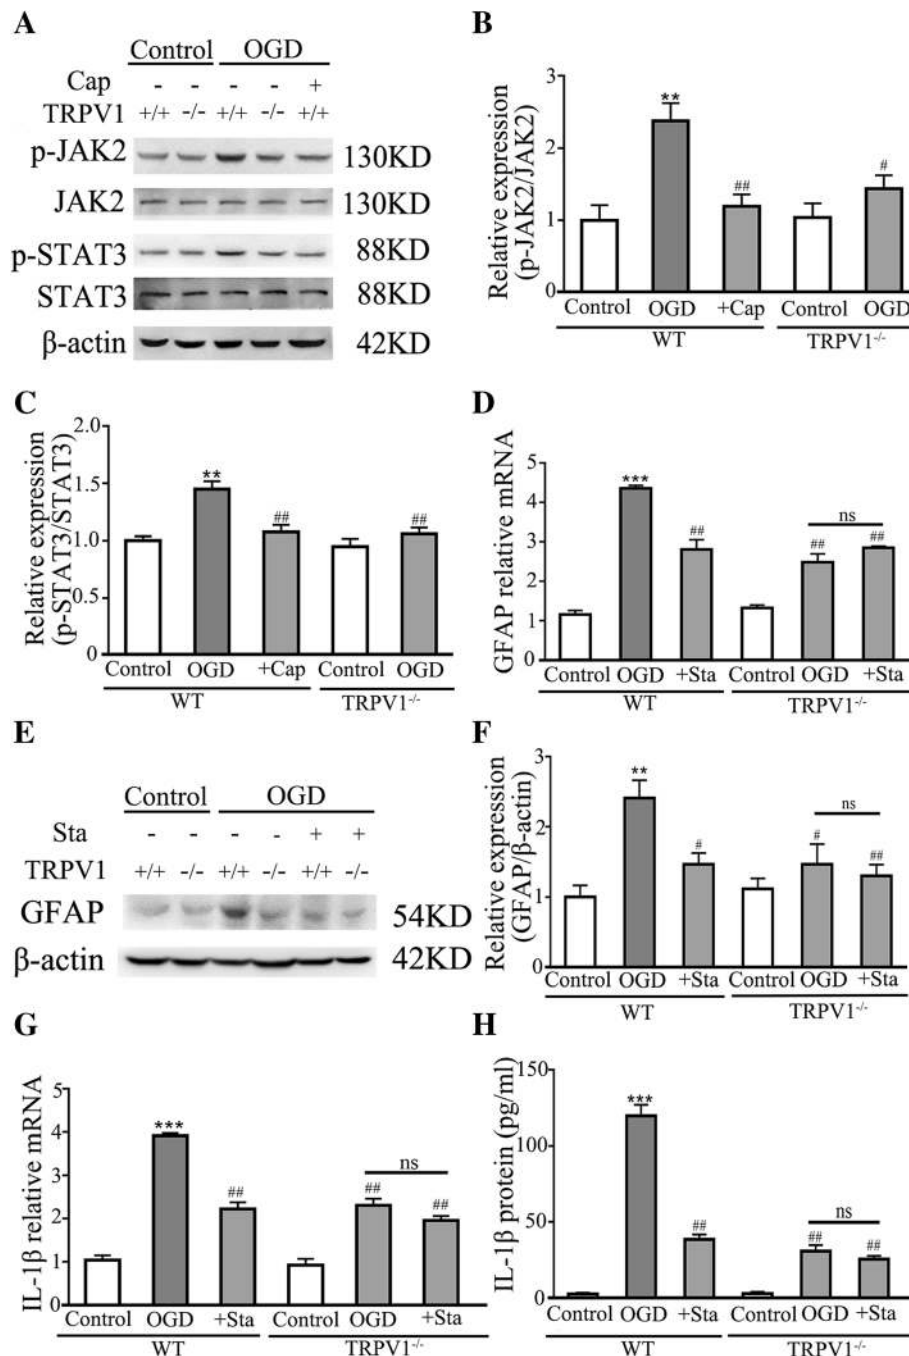 A
Control OGD
Cap - - - - +
TRPV1 +/+ -/- +/+ -/- +/+
p-JAK2 130KD
JAK2 130KD
p-STAT3 88KD
STAT3 88KD
β-actin 42KD
B
Relative expression
(p-JAK2/JAK2)
3
2
1
0
**
##
#
Control OGD +Cap Control OGD
WT TRPV1-/-
C
Relative expression
(p-STAT3/STAT3)
2.0
1.5
1.0
0.5
0
**
##
##
Control OGD +Cap Control OGD
WT TRPV1-/-
D
GFAP relative mRNA
5
4
3
2
1
0
***
##
ns
##
##
Control OGD +Sta Control OGD +Sta
WT TRPV1-/-
E
Control OGD
Sta - - - - + +
TRPV1 +/+ -/- +/+ -/- +/+ -/-
GFAP 54KD
β-actin 42KD
F
Relative expression
(GFAP/β-actin)
3
2
1
0
**
#
ns
#
##
Control OGD +Sta Control OGD +Sta
WT TRPV1-/-
G
IL-1β relative mRNA
5
4
3
2
1
0
***
##
ns
##
##
Control OGD +Sta Control OGD +Sta
WT TRPV1-/-
H
IL-1β protein (pg/ml)
150
100
50
0
***
##
ns
##
##
Control OGD +Sta Control OGD +Sta
WT TRPV1-/-